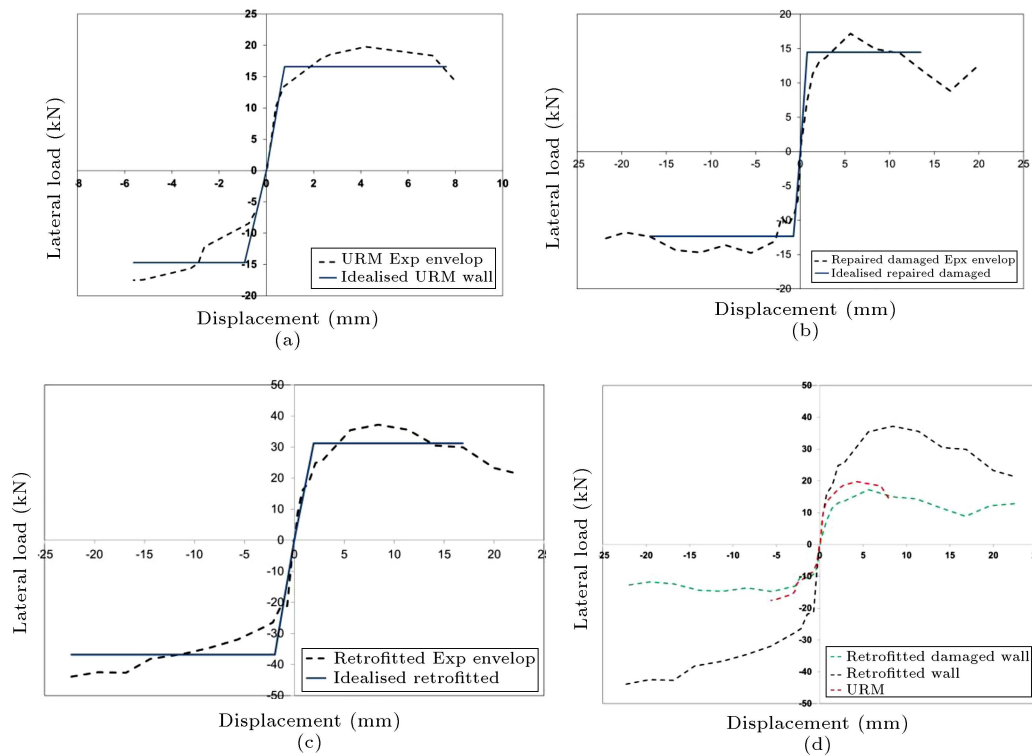 Lateral load (kN)
25
20
15
10
5
0
-5
-10
-15
-20
8 -6 -4 -2 0 2 4 6 8 10
URM Exp envelop
Idealised URM wall
Displacement (mm)
(a)
Lateral load (kN)
20
15
10
5
0
-5
-10
-15
-20
25 -20 -15 -10 -5 0 5 10 15 20 25
Repaired damaged Epx envelop
Idealised repaired damaged
Displacement (mm)
(b)
Lateral load (kN)
50
40
30
20
10
0
-10
-20
-30
-40
-50
-25 -20 -15 -10 -5 0 5 10 15 20
Retrofitted Exp envelop
Idealised retrofitted
Displacement (mm)
(c)
Lateral load (kN)
50
40
30
20
10
0
-10
-20
-30
-40
-50
25 -20 -15 -10 -5 0 5 10 15 20
Retrofitted damaged wall
Retrofitted wall
URM
Displacement (mm)
(d)